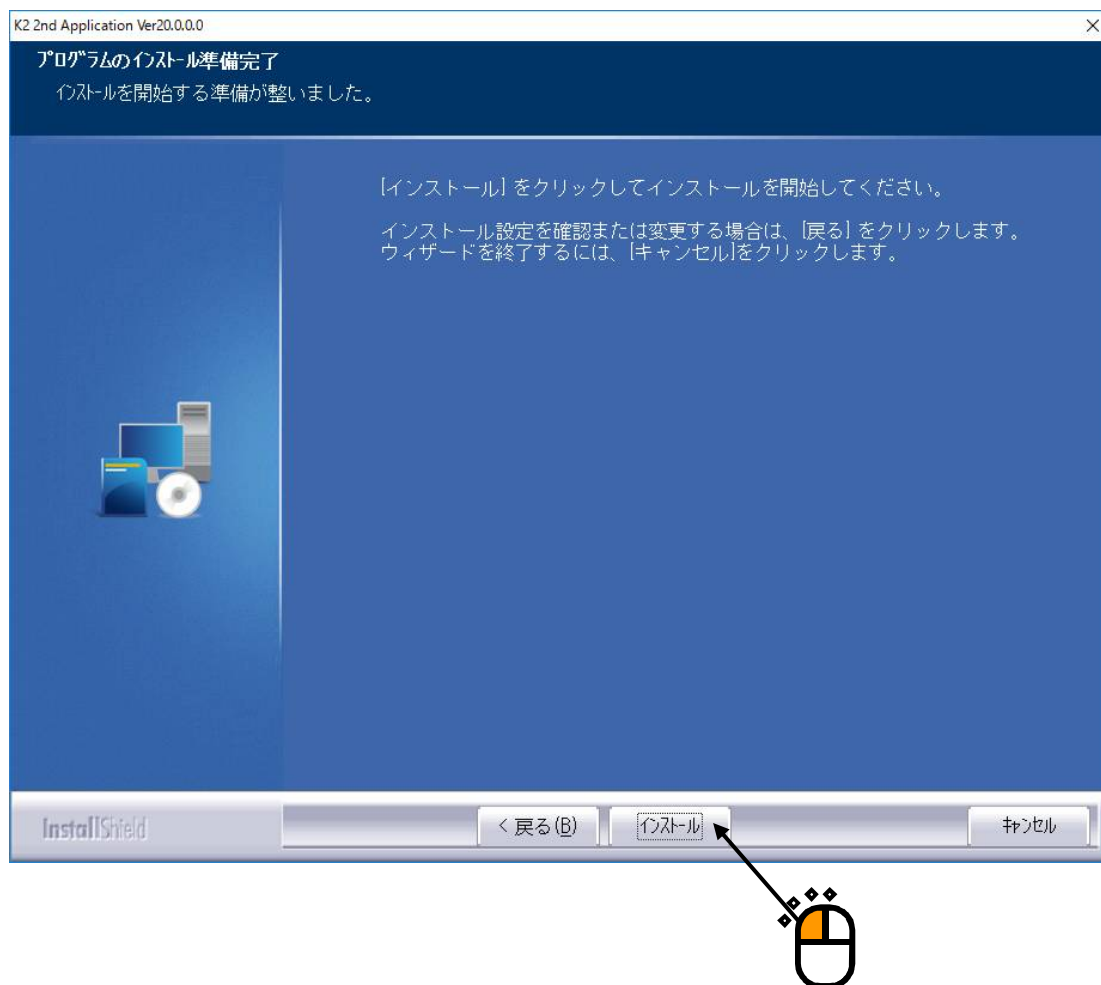 K2 2nd Application Ver20.0.0.0
ﾌﾟﾛｸﾞﾗﾑのｲﾝｽﾄｰﾙ準備完了
ｲﾝｽﾄｰﾙを開始する準備が整いました。
[インストール] をクリックしてインストールを開始してください。
インストール設定を確認または変更する場合は、[戻る] をクリックします。
ウィザードを終了するには、[キャンセル]をクリックします。
InstallShield
< 戻る(B)
ｲﾝｽﾄｰﾙ
ｷｬﾝｾﾙ